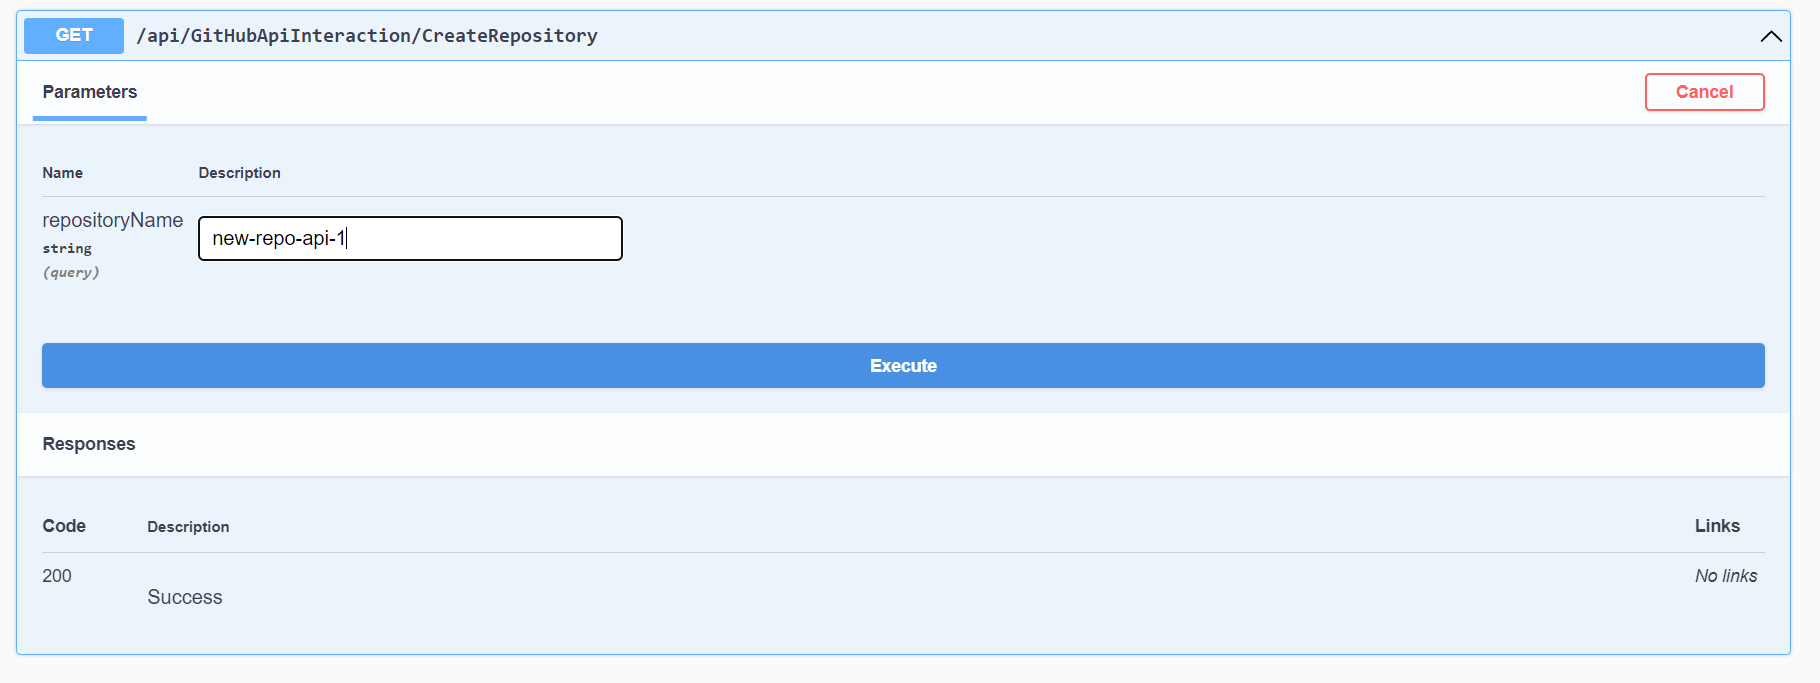 GET /api/GitHubApiInteraction/CreateRepository
Parameters
Cancel
Name Description
repositoryName
string
(query)
new-repo-api-1
Execute
Responses
Code Description Links
200 Success No links